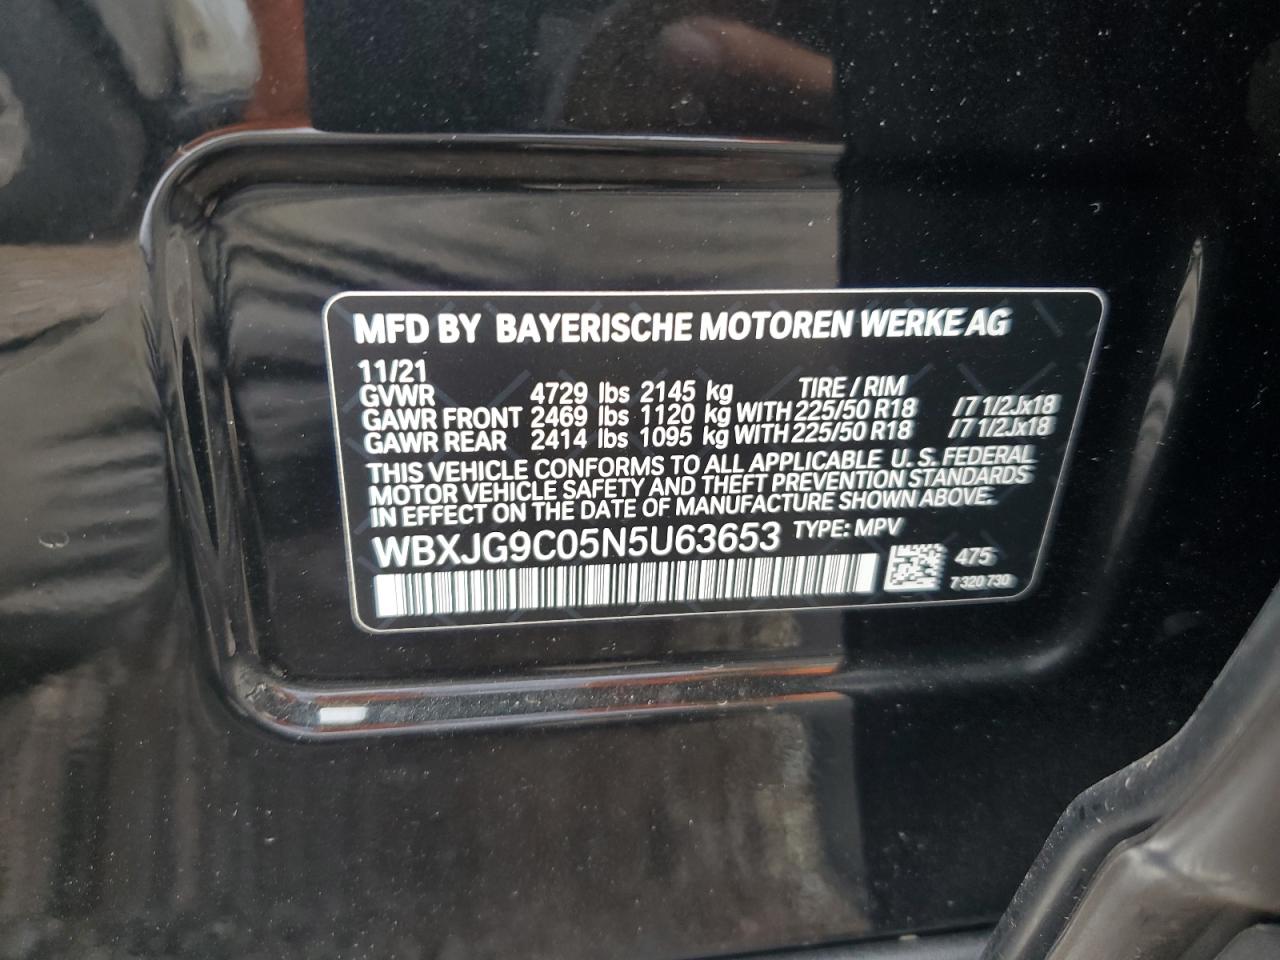 MFD BY BAYERISCHE MOTOREN WERKE AG
11/21
GVWR 4729 lbs 2145 kg TIRE / RIM
GAWR FRONT 2469 lbs 1120 kg WITH 225/50 R18 /7 1/2Jx18
GAWR REAR 2414 lbs 1095 kg WITH 225/50 R18 /7 1/2Jx18
THIS VEHICLE CONFORMS TO ALL APPLICABLE U. S. FEDERAL
MOTOR VEHICLE SAFETY AND THEFT PREVENTION STANDARDS
IN EFFECT ON THE DATE OF MANUFACTURE SHOWN ABOVE.
WBXJG9C05N5U63653 TYPE: MPV
475
7 320 730